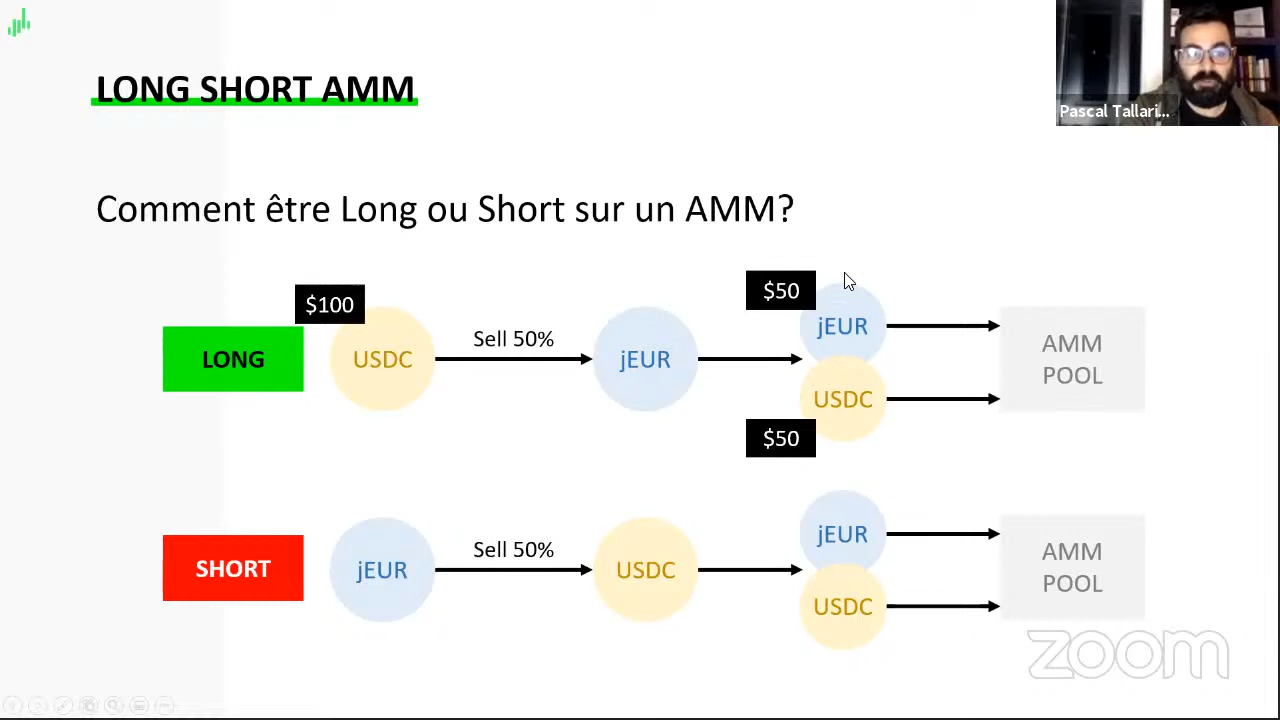 LONG SHORT AMM
Pascal Tallari...
Comment être Long ou Short sur un AMM?
$100
$50
LONG
USDC
Sell 50%
jEUR
jEUR
USDC
$50
AMM
POOL
SHORT
jEUR
Sell 50%
USDC
jEUR
USDC
AMM
POOL
zoom